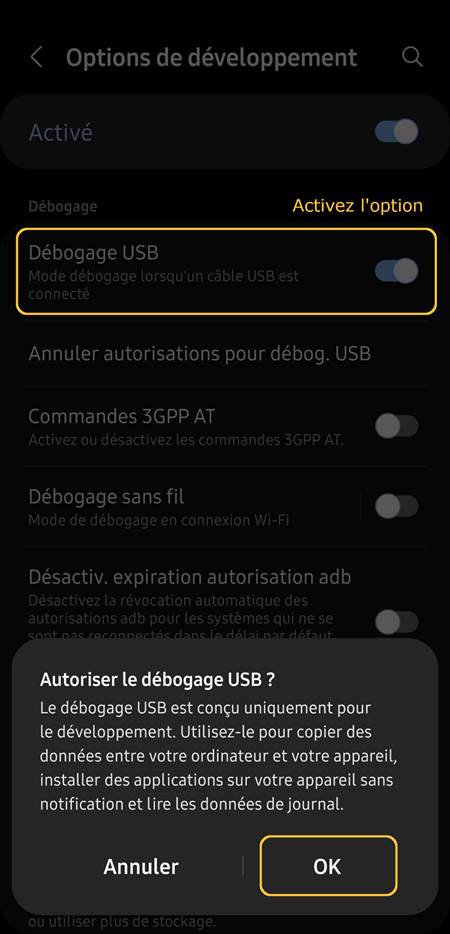 Options de développement
Activé
Débogage
Activez l'option
Débogage USB
Mode débogage lorsqu'un câble USB est
connecté
Annuler autorisations pour débog. USB
Commandes 3GPP AT
Activez ou désactivez les commandes 3GPP AT.
Débogage sans fil
Mode de débogage en connexion Wi-Fi
Désactiv. expiration autorisation adb
Désactivez la révocation automatique des
autorisations adb pour les systèmes qui ne se
sont pas reconnectés dans le délai par défaut
Autoriser le débogage USB ?
Le débogage USB est conçu uniquement pour
le développement. Utilisez-le pour copier des
données entre votre ordinateur et votre appareil,
installer des applications sur votre appareil sans
notification et lire les données de journal.
Annuler
OK
ou utiliser plus de stockage.